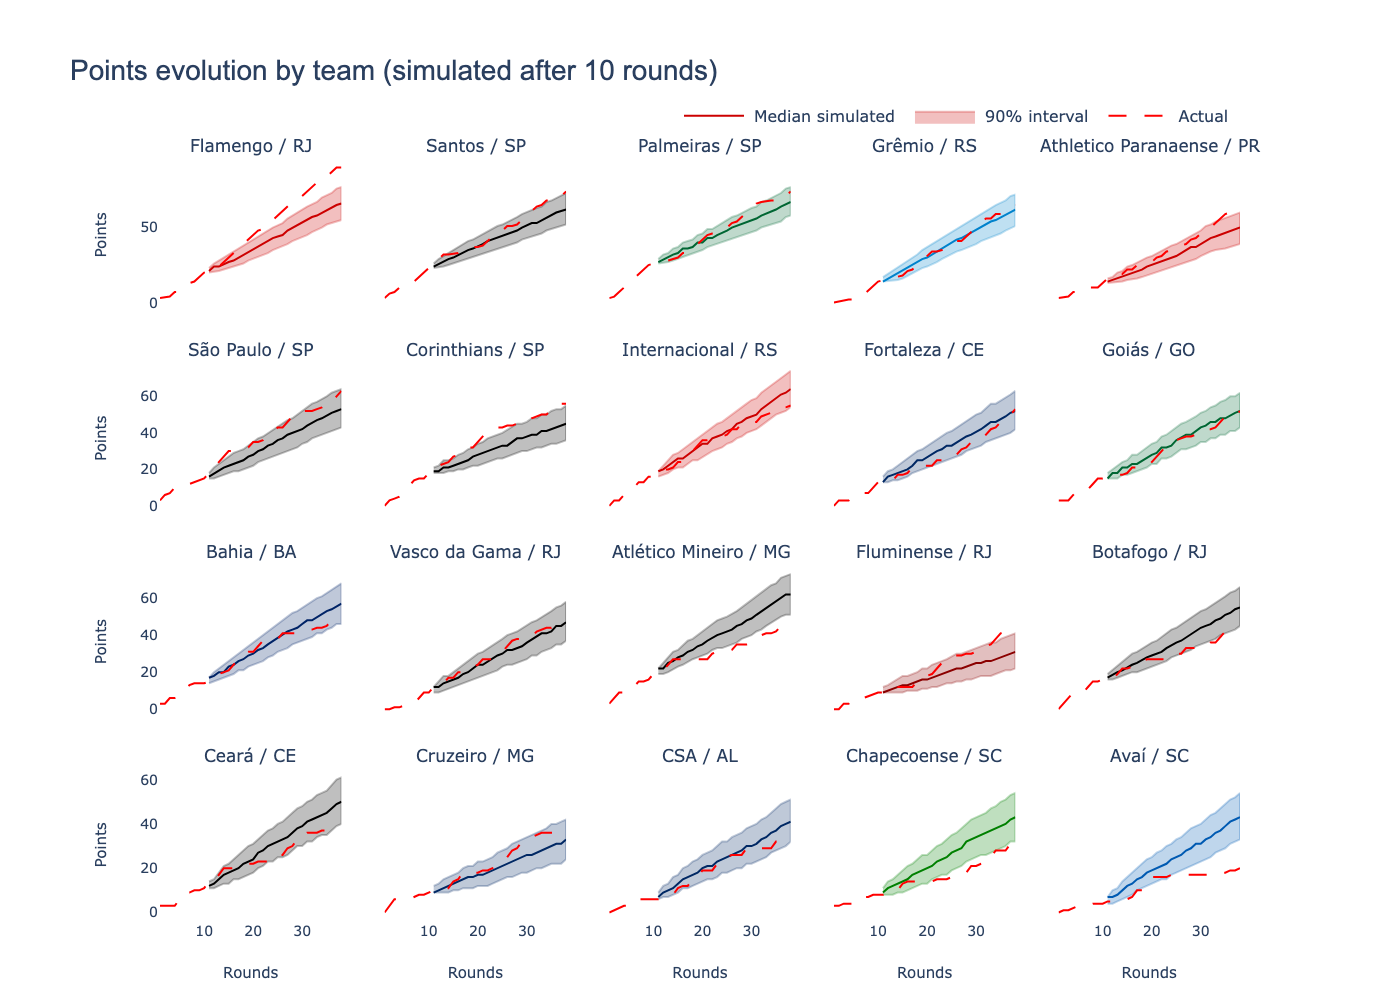 Points evolution by team (simulated after 10 rounds)
Median simulated 90% interval Actual
Flamengo / RJ Santos / SP Palmeiras / SP Grêmio / RS Athletico Paranaense / PR
Points
50
0
São Paulo / SP Corinthians / SP Internacional / RS Fortaleza / CE Goiás / GO
Points
60
40
20
0
Bahia / BA Vasco da Gama / RJ Atlético Mineiro / MG Fluminense / RJ Botafogo / RJ
Points
60
40
20
0
Ceará / CE Cruzeiro / MG CSA / AL Chapecoense / SC Avaí / SC
Points
60
40
20
0
10 20 30 10 20 30 10 20 30 10 20 30 10 20 30
Rounds Rounds Rounds Rounds Rounds